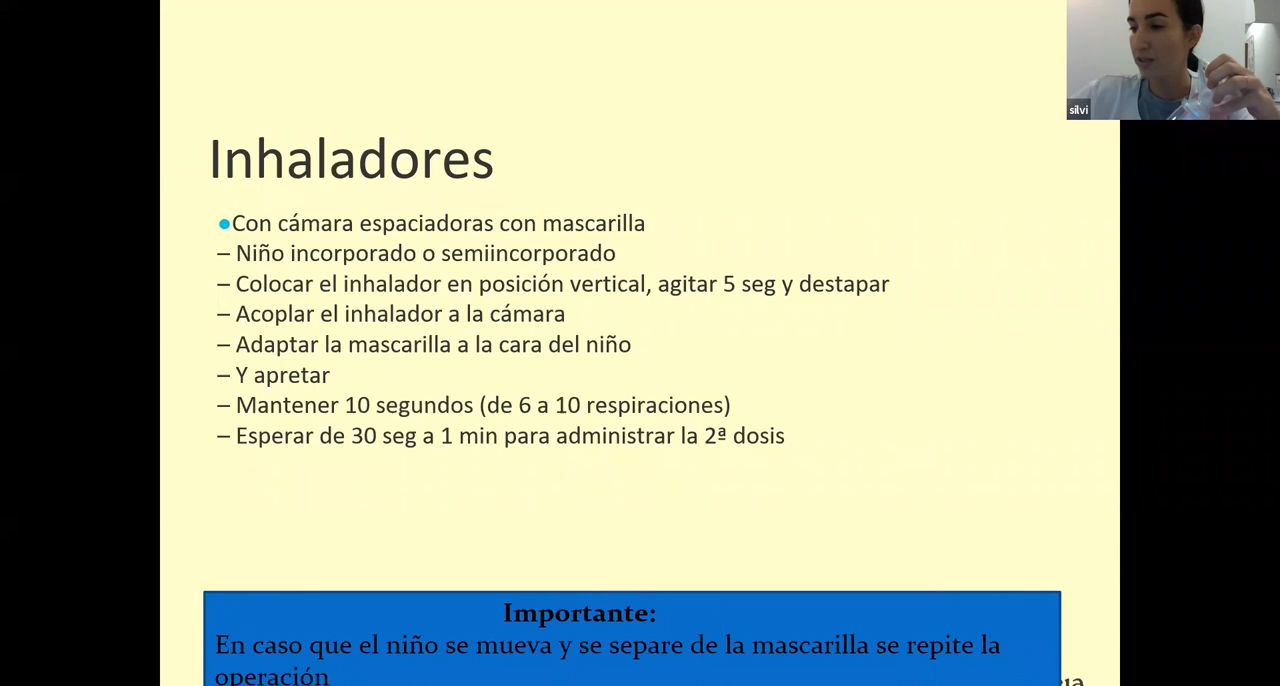 silvi
Inhaladores
●Con cámara espaciadoras con mascarilla
– Niño incorporado o semiincorporado
– Colocar el inhalador en posición vertical, agitar 5 seg y destapar
– Acoplar el inhalador a la cámara
– Adaptar la mascarilla a la cara del niño
– Y apretar
– Mantener 10 segundos (de 6 a 10 respiraciones)
– Esperar de 30 seg a 1 min para administrar la 2ª dosis
Importante:
En caso que el niño se mueva y se separe de la mascarilla se repite la
operación